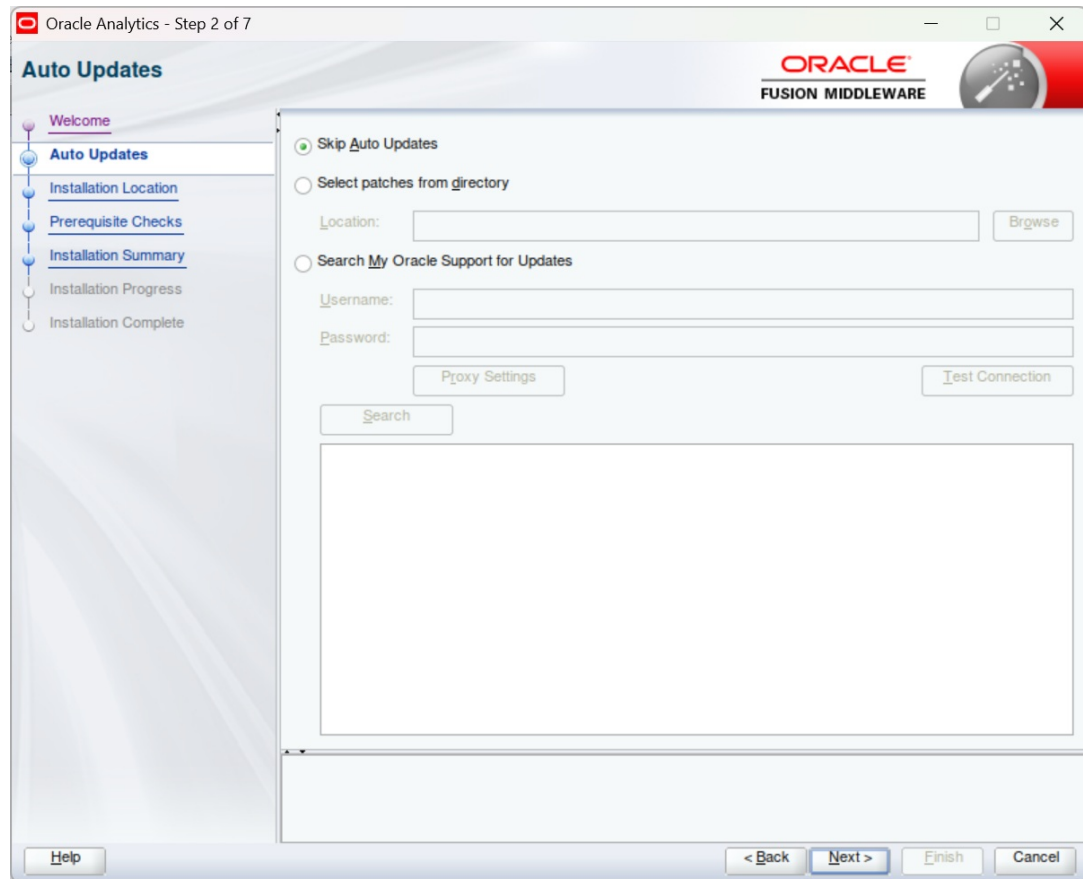 Oracle Analytics - Step 2 of 7
Auto Updates
ORACLE
FUSION MIDDLEWARE
Welcome
Auto Updates
Installation Location
Prerequisite Checks
Installation Summary
Installation Progress
Installation Complete
Skip Auto Updates
Select patches from directory
Location:
Browse
Search My Oracle Support for Updates
Username:
Password:
Proxy Settings
Test Connection
Search
Help
< Back
Next >
Finish
Cancel